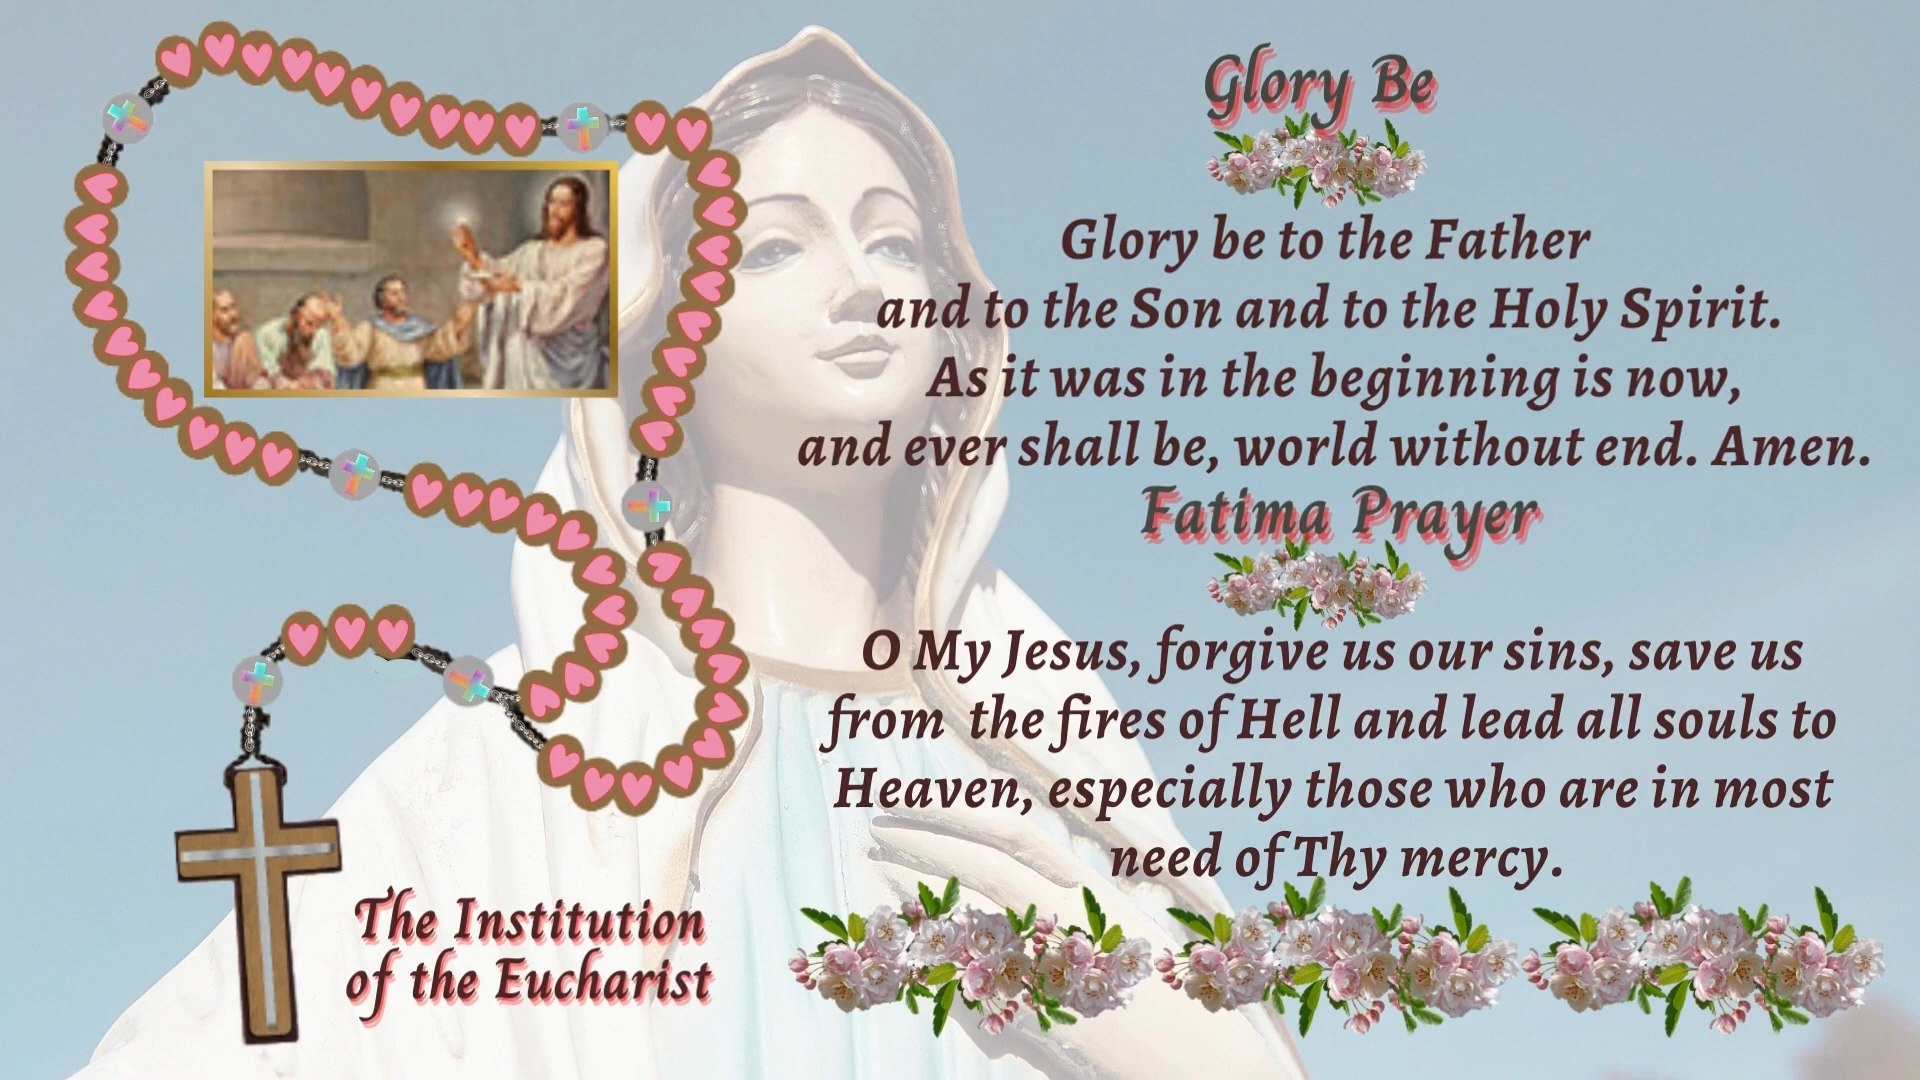 Glory Be
Glory be to the Father
and to the Son and to the Holy Spirit.
As it was in the beginning is now,
and ever shall be, world without end. Amen.
Fatima Prayer
O My Jesus, forgive us our sins, save us
from the fires of Hell and lead all souls to
Heaven, especially those who are in most
need of Thy mercy.
The Institution
of the Eucharist